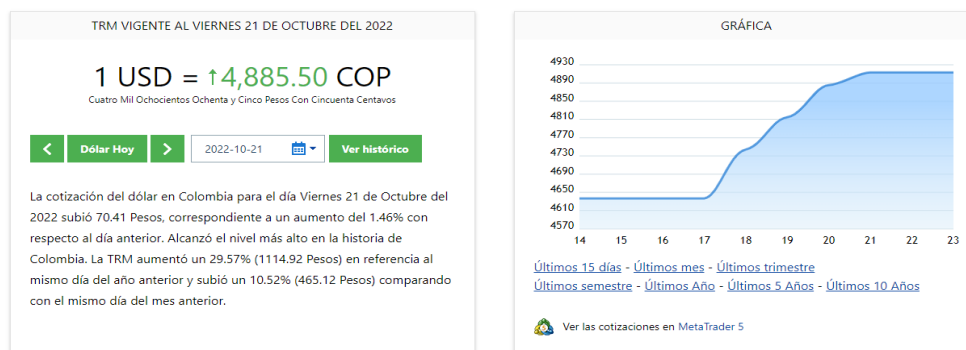 TRM VIGENTE AL VIERNES 21 DE OCTUBRE DEL 2022
1 USD = ↑4,885.50 COP
Cuatro Mil Ochocientos Ochenta y Cinco Pesos Con Cincuenta Centavos
Dólar Hoy
2022-10-21
Ver histórico
La cotización del dólar en Colombia para el día Viernes 21 de Octubre del
2022 subió 70.41 Pesos, correspondiente a un aumento del 1.46% con
respecto al día anterior. Alcanzó el nivel más alto en la historia de
Colombia. La TRM aumentó un 29.57% (1114.92 Pesos) en referencia al
mismo día del año anterior y subió un 10.52% (465.12 Pesos) comparando
con el mismo día del mes anterior.
GRÁFICA
4930
4890
4850
4810
4770
4730
4690
4650
4610
4570
14 15 16 17 18 19 20 21 22 23
Últimos 15 días - Últimos mes - Últimos trimestre
Últimos semestre - Últimos Año - Últimos 5 Años - Últimos 10 Años
Ver las cotizaciones en MetaTrader 5